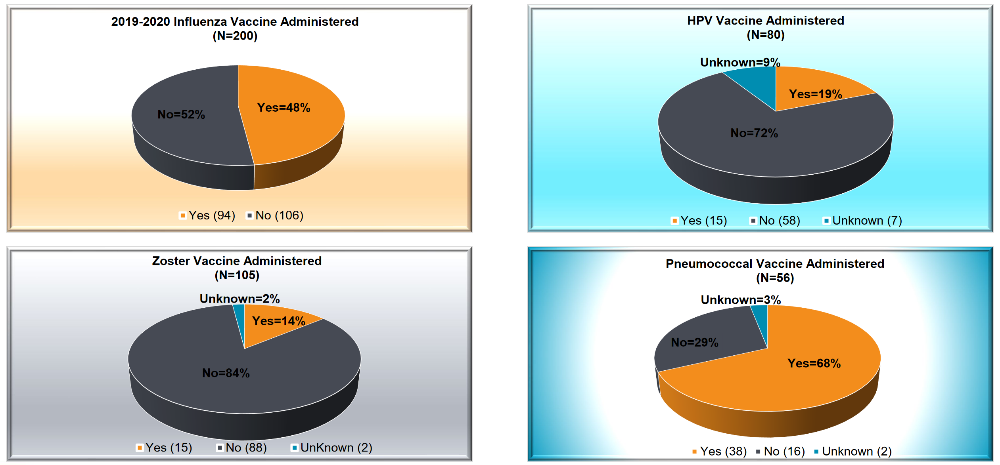 2019-2020 Influenza Vaccine Administered
(N=200)
No=52%
Yes=48%
Yes (94) No (106)
HPV Vaccine Administered
(N=80)
Unknown=9%
Yes=19%
No=72%
Yes (15) No (58) Unknown (7)
Zoster Vaccine Administered
(N=105)
Unknown=2%
Yes=14%
No=84%
Yes (15) No (88) UnKnown (2)
Pneumococcal Vaccine Administered
(N=56)
Unknown=3%
No=29%
Yes=68%
Yes (38) No (16) Unknown (2)